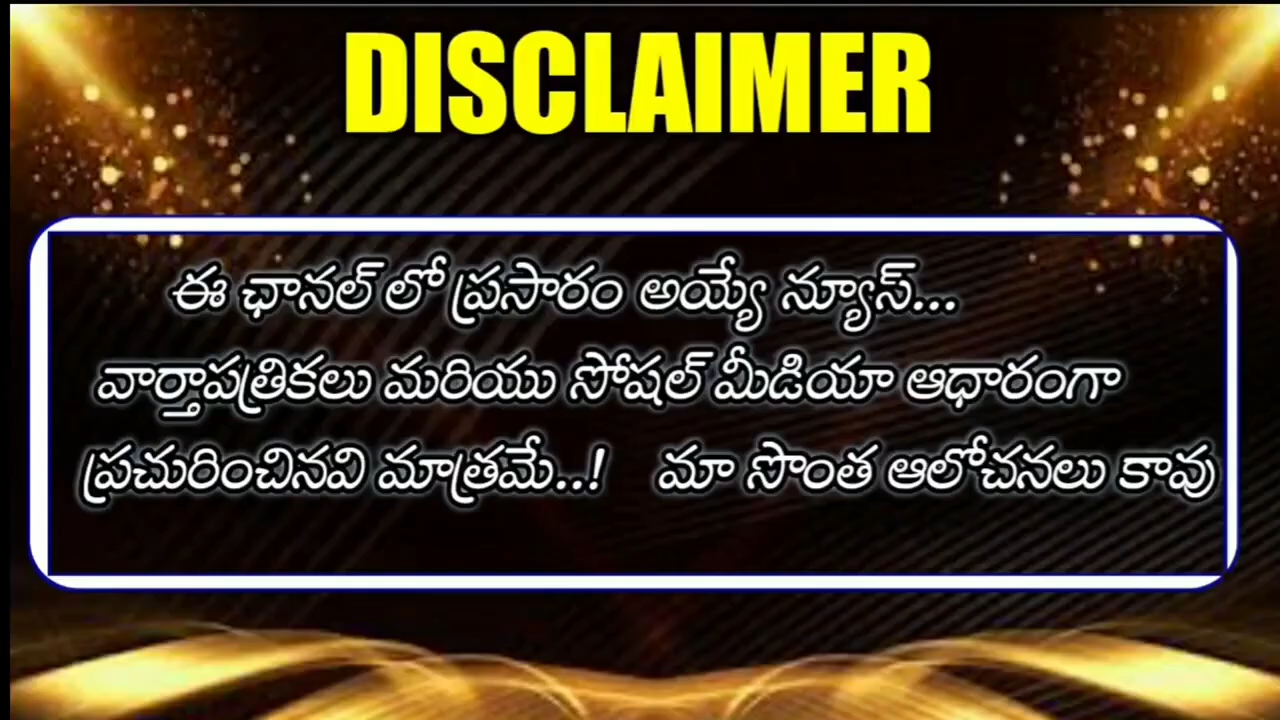 DISCLAIMER
ఈ ఛానల్ లో ప్రసారం అయ్యే న్యూస్...
వార్తాపత్రికలు మరియు సోషల్ మీడియా ఆధారంగా
ప్రచురించినవి మాత్రమే..! మా సొంత ఆలోచనలు కావు